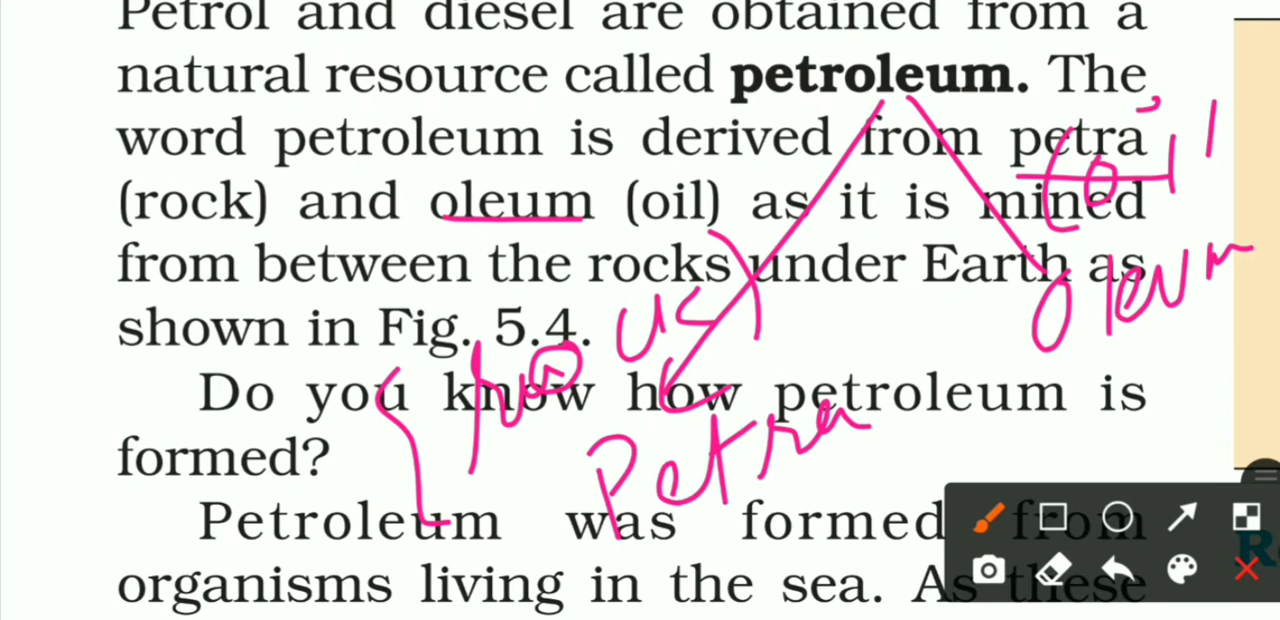 Petrol and diesel are obtained from a
natural resource called petroleum. The
word petroleum is derived from petra
(rock) and oleum (oil) as it is mined
from between the rocks under Earth as
shown in Fig. 5.4.
Do you know how petroleum is
formed?
Petroleum was formed from
organisms living in the sea. As these
(oil
Oleum
Petra